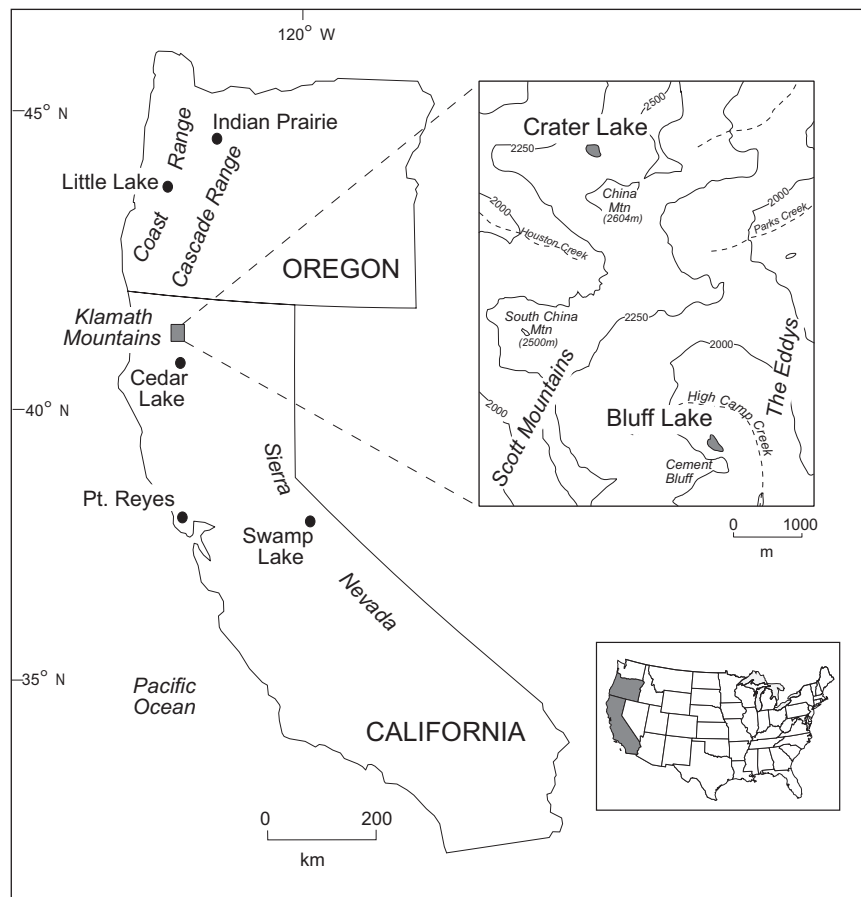 120° W
45° N
Indian Prairie
Little Lake
Coast
Range
Cascade Range
OREGON
Klamath
Mountains
Cedar
Lake
40° N
Sierra
Nevada
Pt. Reyes
Swamp
Lake
35° N
Pacific
Ocean
CALIFORNIA
0
200
km
2500
2000
Crater Lake
2250
China
Mtn
(2604m)
2000
Houston Creek
Parks Creek
South China
Mtn
(2500m)
2250
2000
Scott Mountains
The Eddys
High Camp Creek
Bluff Lake
2000
Cement
Bluff
0
1000
m